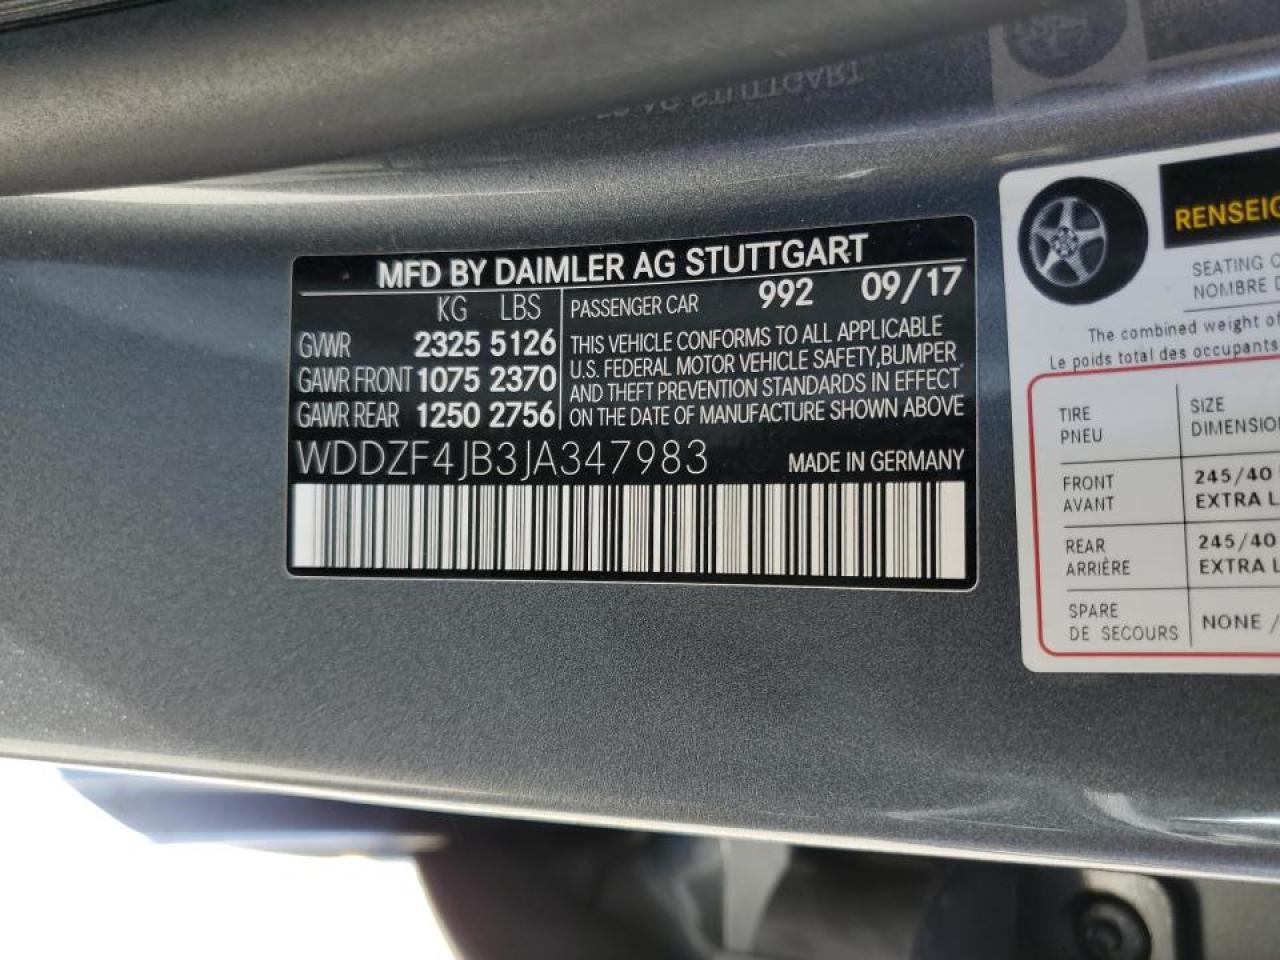 MFD BY DAIMLER AG STUTTGART
KG LBS
GVWR 2325 5126
GAWR FRONT 1075 2370
GAWR REAR 1250 2756
PASSENGER CAR 992 09/17
THIS VEHICLE CONFORMS TO ALL APPLICABLE
U.S. FEDERAL MOTOR VEHICLE SAFETY, BUMPER
AND THEFT PREVENTION STANDARDS IN EFFECT
ON THE DATE OF MANUFACTURE SHOWN ABOVE
WDDZF4JB3JA347983 MADE IN GERMANY
SEATING
NOMBRE
The combined weight of
Le poids total des occupants
TIRE SIZE
PNEU
FRONT 245/40
AVANT EXTRA
REAR 245/40
ARRIÈRE EXTRA
SPARE NONE /
DE SECOURS
AG STUTTGART